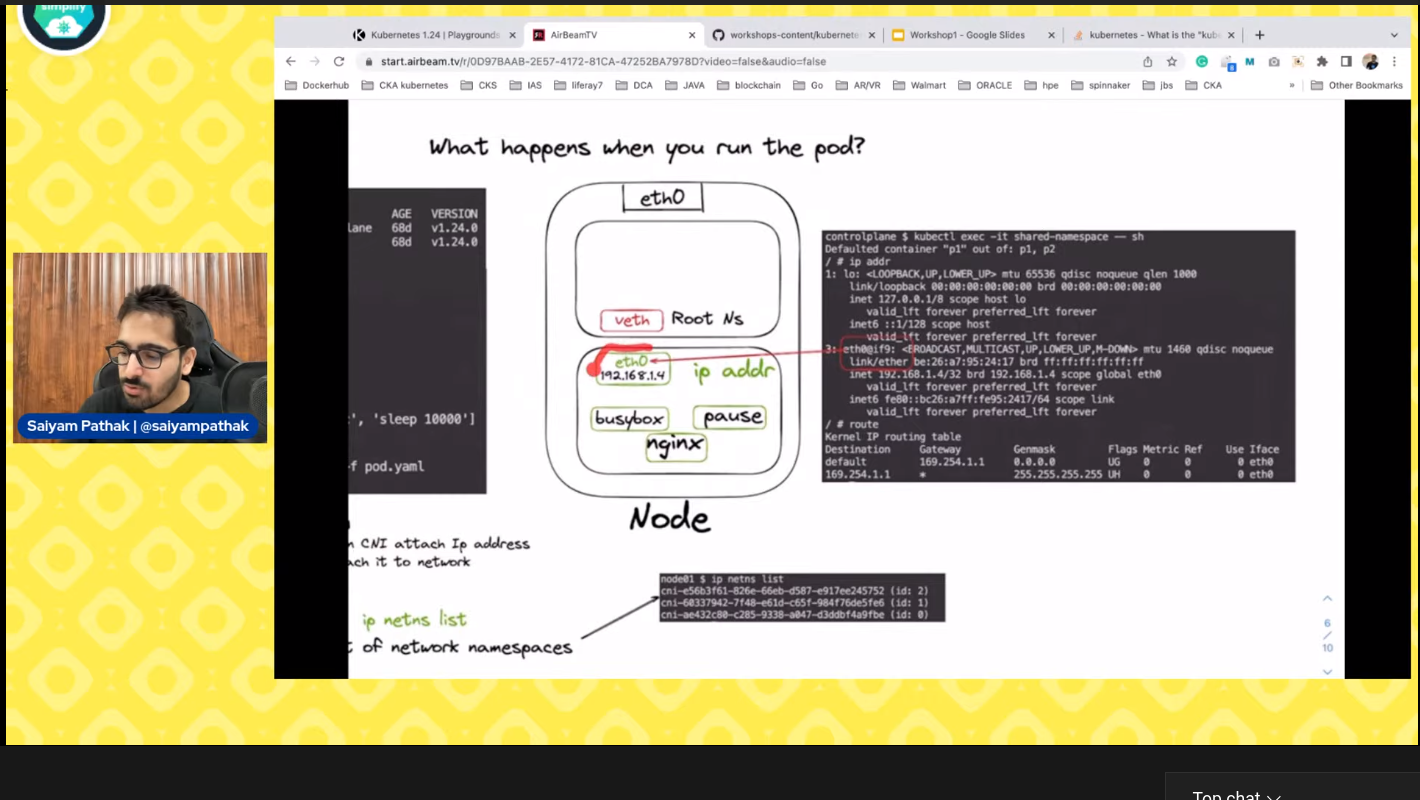 simplify
Kubernetes 1.24 | Playgrounds
AirBeamTV
workshops-content/kubernete
Workshop1 - Google Slides
kubernetes - What is the "kube
start.airbeam.tv/r/0D97BAAB-2E57-4172-81CA-47252BA7978D?video=false&audio=false
Dockerhub
CKA kubernetes
CKS
IAS
liferay7
DCA
JAVA
blockchain
Go
AR/VR
Walmart
ORACLE
hpe
spinnaker
jbs
CKA
»
Other Bookmarks
What happens when you run the pod?
AGE VERSION
lane 68d v1.24.0
68d v1.24.0
', 'sleep 10000']
f pod.yaml
eth0
veth Root Ns
eth0
192.168.1.4
ip addr
busybox
pause
nginx
Node
controlplane $ kubectl exec -it shared-namespace -- sh
Defaulted container "p1" out of: p1, p2
/ # ip addr
1: lo: <LOOPBACK,UP,LOWER_UP> mtu 65536 qdisc noqueue qlen 1000
link/loopback 00:00:00:00:00:00 brd 00:00:00:00:00:00
inet 127.0.0.1/8 scope host lo
valid_lft forever preferred_lft forever
inet6 ::1/128 scope host
valid_lft forever preferred_lft forever
3: eth0@if9: <BROADCAST,MULTICAST,UP,LOWER_UP,M-DOWN> mtu 1460 qdisc noqueue
link/ether be:26:a7:95:24:17 brd ff:ff:ff:ff:ff:ff
inet 192.168.1.4/32 brd 192.168.1.4 scope global eth0
valid_lft forever preferred_lft forever
inet6 fe80::bc26:a7ff:fe95:2417/64 scope link
valid_lft forever preferred_lft forever
/ # route
Kernel IP routing table
Destination Gateway Genmask Flags Metric Ref Use Iface
default 169.254.1.1 0.0.0.0 UG 0 0 0 eth0
169.254.1.1 * 255.255.255.255 UH 0 0 0 eth0
CNI attach Ip address
ach it to network
ip netns list
of network namespaces
node01 $ ip netns list
cni-e56b3f61-826e-66eb-d587-e917ee245752 (id: 2)
cni-60337942-7f48-e61d-c65f-984f76de5fe6 (id: 1)
cni-ae432c80-c285-9338-a047-d3ddbf4a9fbe (id: 0)
6
/
10
Saiyam Pathak | @saiyampathak
Top chat